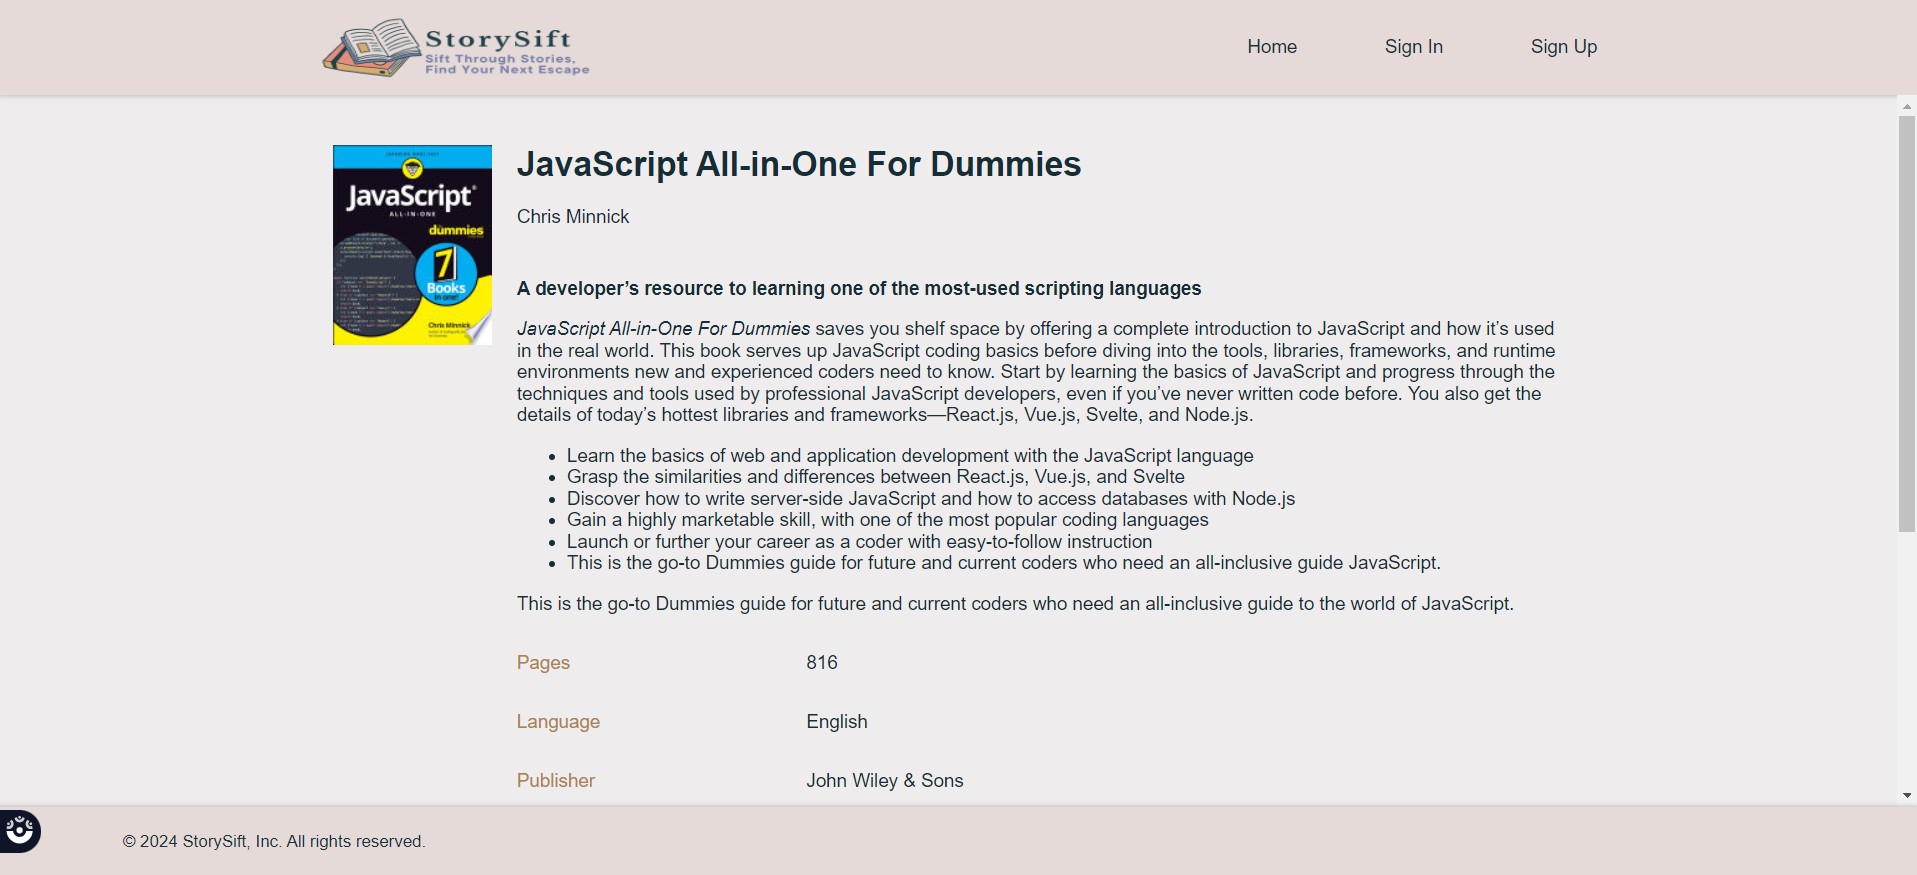 StorySift
Sift Through Stories,
Find Your Next Escape
Home
Sign In
Sign Up
JavaScript
ALL-IN-ONE
dummies
7
Books
in one!
Chris Minnick
JavaScript All-in-One For Dummies
Chris Minnick
A developer’s resource to learning one of the most-used scripting languages
JavaScript All-in-One For Dummies saves you shelf space by offering a complete introduction to JavaScript and how it’s used
in the real world. This book serves up JavaScript coding basics before diving into the tools, libraries, frameworks, and runtime
environments new and experienced coders need to know. Start by learning the basics of JavaScript and progress through the
techniques and tools used by professional JavaScript developers, even if you’ve never written code before. You also get the
details of today’s hottest libraries and frameworks—React.js, Vue.js, Svelte, and Node.js.
• Learn the basics of web and application development with the JavaScript language
• Grasp the similarities and differences between React.js, Vue.js, and Svelte
• Discover how to write server-side JavaScript and how to access databases with Node.js
• Gain a highly marketable skill, with one of the most popular coding languages
• Launch or further your career as a coder with easy-to-follow instruction
• This is the go-to Dummies guide for future and current coders who need an all-inclusive guide JavaScript.
This is the go-to Dummies guide for future and current coders who need an all-inclusive guide to the world of JavaScript.
Pages 816
Language English
Publisher John Wiley & Sons
© 2024 StorySift, Inc. All rights reserved.